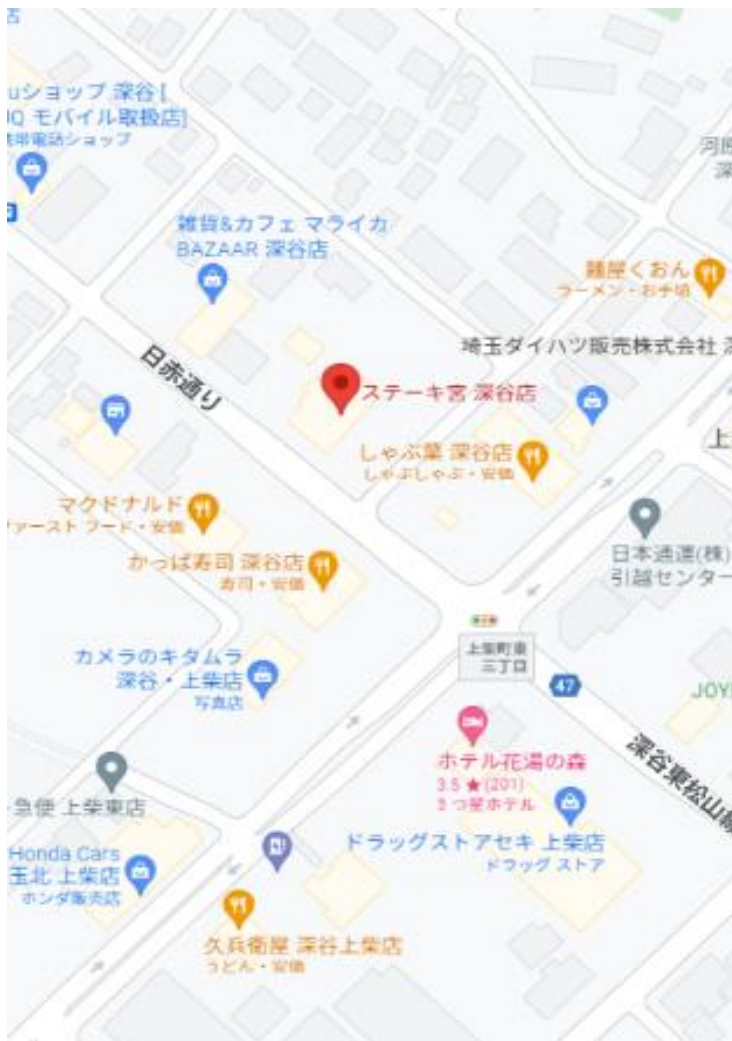 店
uショップ 深谷 [
モバイル取扱店]
携帯電話ショップ
雑貨&カフェ マライカ
BAZAAR 深谷店
河原
深
麺屋くおん
ラーメン・お手頃
埼玉ダイハツ販売株式会社 深
日赤通り
ステーキ宮 深谷店
しゃぶ葉 深谷店
しゃぶしゃぶ・安価
上
マクドナルド
ファースト フード・安価
かっぱ寿司 深谷店
寿司・安価
日本通運(株)
引越センター
上柴町東
三丁目
カメラのキタムラ
深谷・上柴店
写真店
47
JOY
ホテル花湯の森
3.5 ★(201)
3 つ星ホテル
深谷東松山線
急便 上柴東店
ドラッグストアセキ 上柴店
ドラッグ ストア
Honda Cars
玉北 上柴店
ホンダ販売店
久兵衛屋 深谷上柴店
うどん・安価